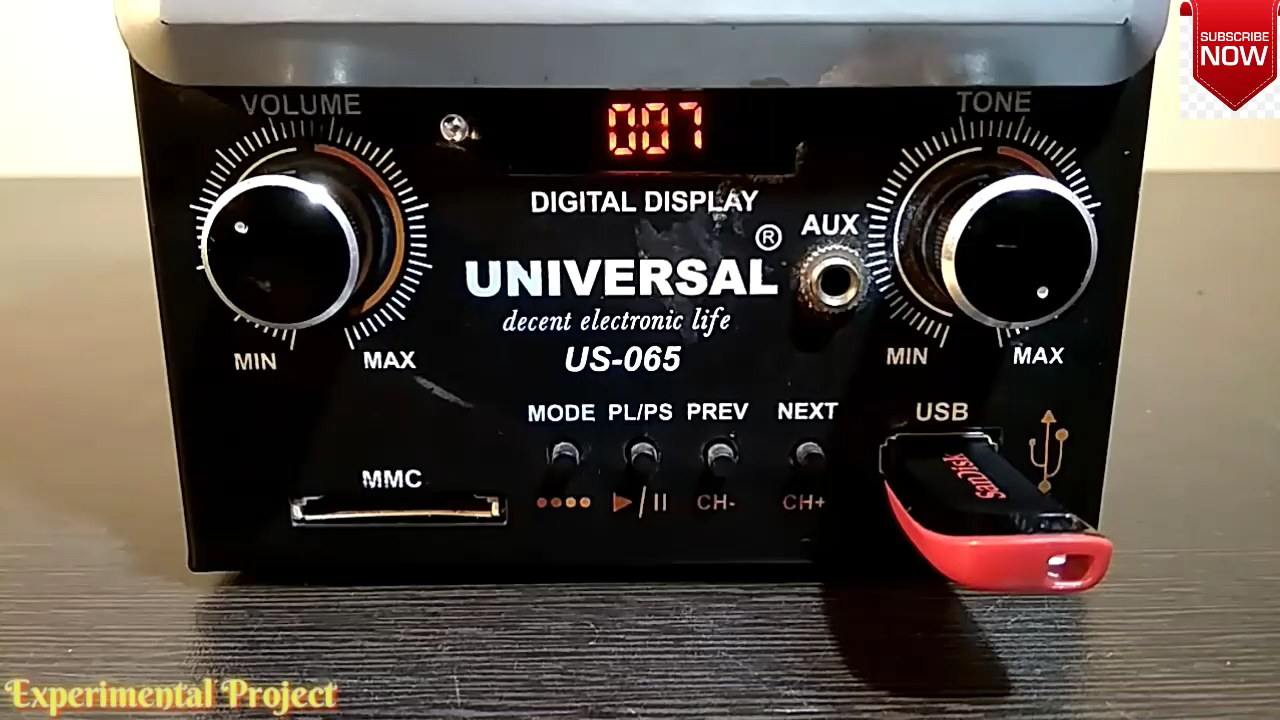 SUBSCRIBE
NOW
VOLUME
007
TONE
DIGITAL DISPLAY
®
AUX
UNIVERSAL
decent electronic life
US-065
MIN MAX
MIN MAX
MODE PL/PS PREV NEXT
USB
SanDisk
MMC
CH- CH+
Experimental Project